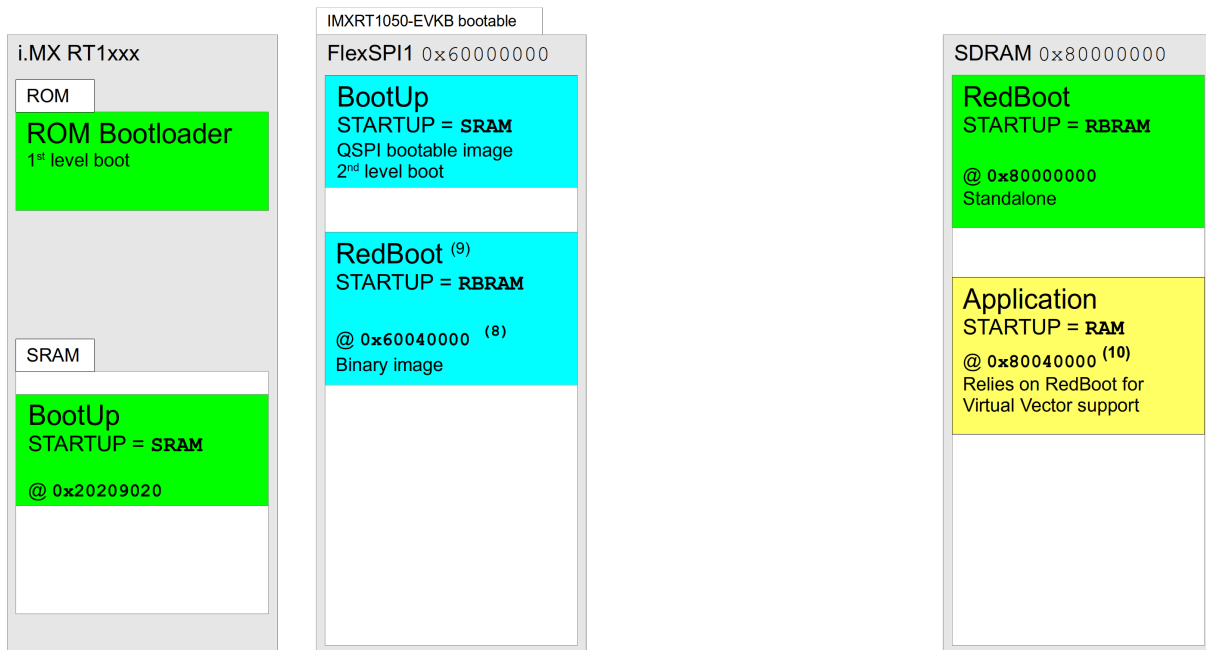 i.MX RT1xxx
ROM
ROM Bootloader
1st level boot
SRAM
BootUp
STARTUP = SRAM
@ 0x20209020
IMXRT1050-EVKB bootable
FlexSPI1 0x60000000
BootUp
STARTUP = SRAM
QSPI bootable image
2nd level boot
RedBoot (9)
STARTUP = RBRAM
@ 0x60040000 (8)
Binary image
SDRAM 0x80000000
RedBoot
STARTUP = RBRAM
@ 0x80000000
Standalone
Application
STARTUP = RAM
@ 0x80040000 (10)
Relies on RedBoot for
Virtual Vector support